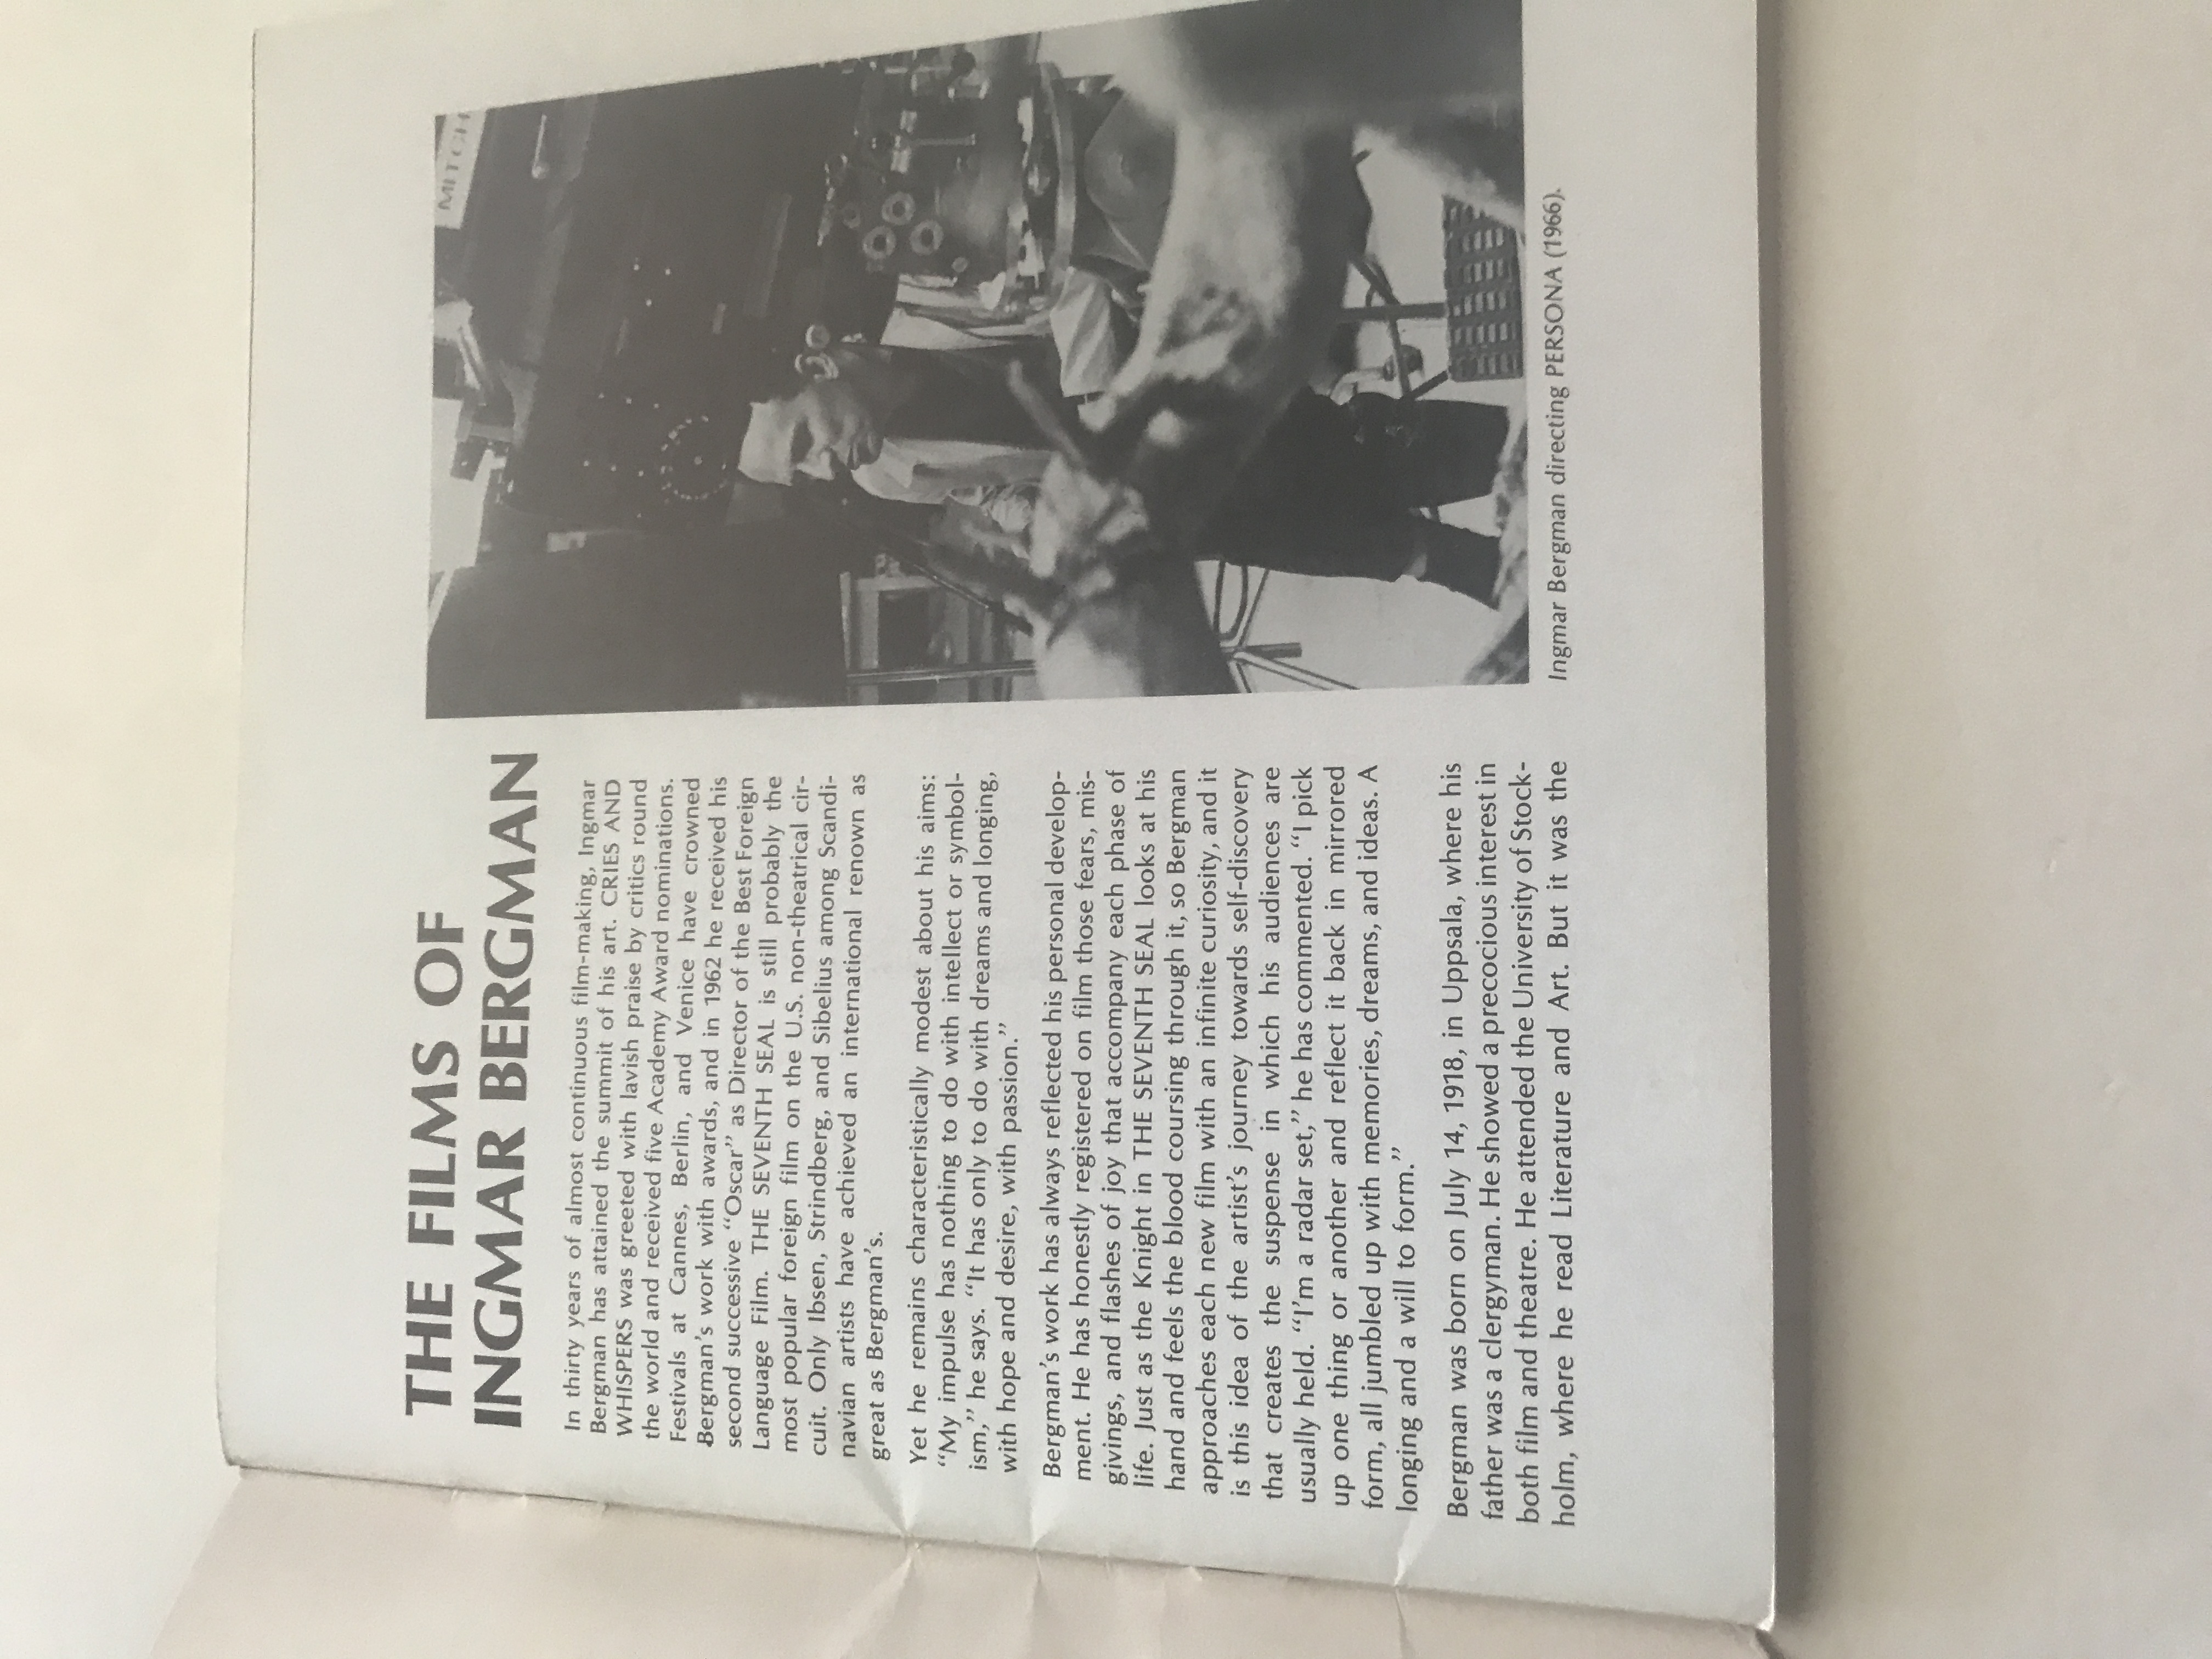 THE FILMS OF
INGMAR BERGMAN
In thirty years of almost continuous film-making, Ingmar
Bergman has attained the summit of his art. CRIES AND
WHISPERS was greeted with lavish praise by critics round
the world and received five Academy Award nominations.
Festivals at Cannes, Berlin, and Venice have crowned
Bergman's work with awards, and in 1962 he received his
second successive “Oscar” as Director of the Best Foreign
Language Film. THE SEVENTH SEAL is still probably the
most popular foreign film on the U.S. non-theatrical cir-
cuit. Only Ibsen, Strindberg, and Sibelius among Scandi-
navian artists have achieved an international renown as
great as Bergman's.
Yet he remains characteristically modest about his aims:
“My impulse has nothing to do with intellect or symbol-
ism,” he says. “It has only to do with dreams and longing,
with hope and desire, with passion.”
Bergman's work has always reflected his personal develop-
ment. He has honestly registered on film those fears, mis-
givings, and flashes of joy that accompany each phase of
life. Just as the Knight in THE SEVENTH SEAL looks at his
hand and feels the blood coursing through it, so Bergman
approaches each new film with an infinite curiosity, and it
is this idea of the artist's journey towards self-discovery
that creates the suspense in which his audiences are
usually held. “I'm a radar set,” he has commented. “I pick
up one thing or another and reflect it back in mirrored
form, all jumbled up with memories, dreams, and ideas. A
longing and a will to form.”
Bergman was born on July 14, 1918, in Uppsala, where his
father was a clergyman. He showed a precocious interest in
both film and theatre. He attended the University of Stock-
holm, where he read Literature and Art. But it was the
MITCH
Ingmar Bergman directing PERSONA (1966).